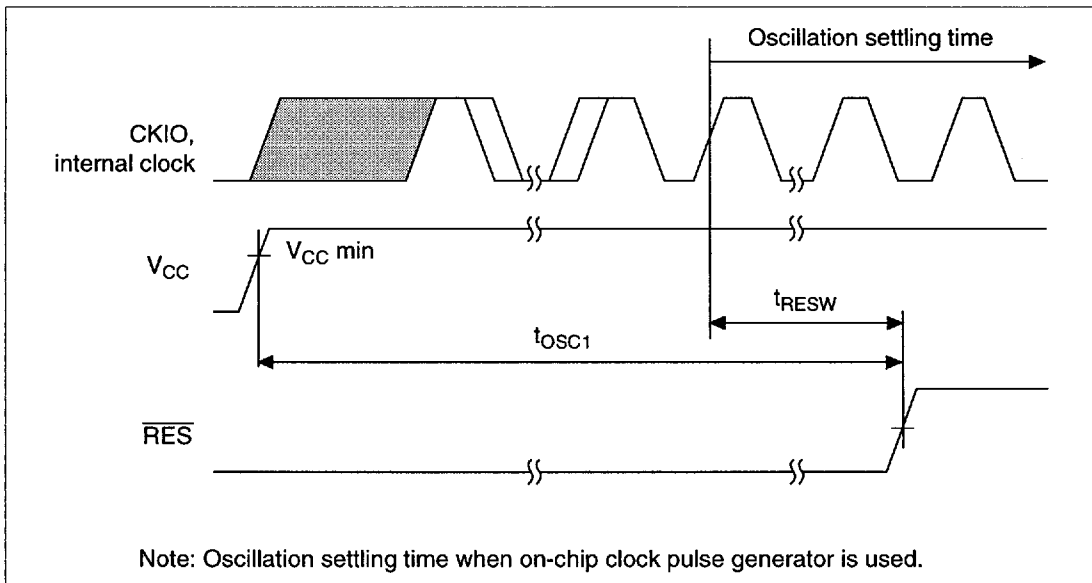 Oscillation settling time
CKIO,
internal clock
VCC min
VCC
tRESW
tOSC1
RES
Note: Oscillation settling time when on-chip clock pulse generator is used.